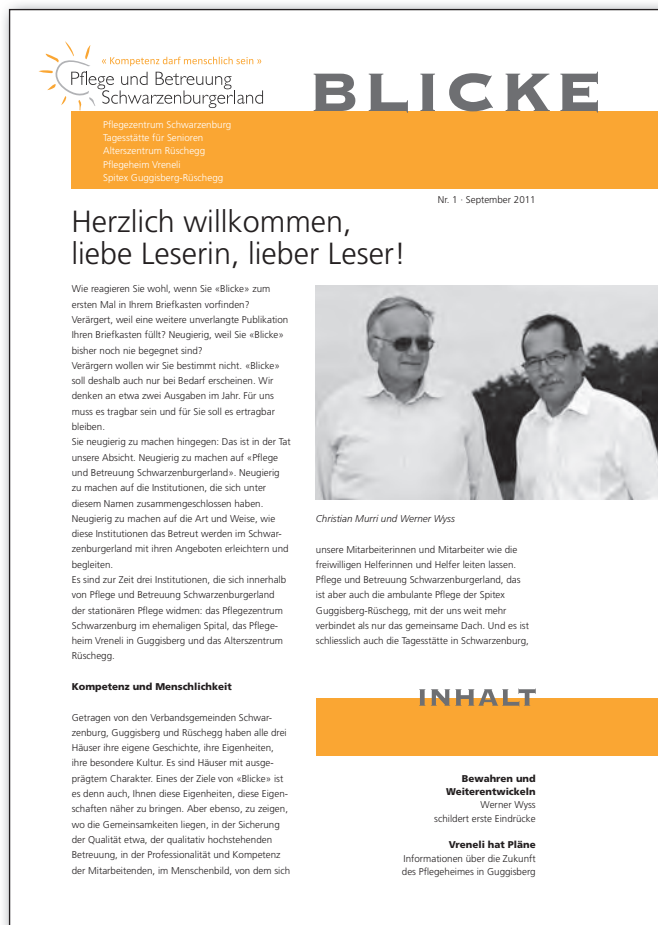 « Kompetenz darf menschlich sein »
Pflege und Betreuung
Schwarzenburgerland
BLICKE
Pflegezentrum Schwarzenburg
Tagesstätte für Senioren
Alterszentrum Rüschegg
Pflegeheim Vreneli
Spitex Guggisberg-Rüschegg
Nr. 1 · September 2011
Herzlich willkommen,
liebe Leserin, lieber Leser!
Wie reagieren Sie wohl, wenn Sie «Blicke» zum
ersten Mal in Ihrem Briefkasten vorfinden?
Verärgert, weil eine weitere unverlangte Publikation
Ihren Briefkasten füllt? Neugierig, weil Sie «Blicke»
bisher noch nie begegnet sind?
Verärgern wollen wir Sie bestimmt nicht. «Blicke»
soll deshalb auch nur bei Bedarf erscheinen. Wir
denken an etwa zwei Ausgaben im Jahr. Für uns
muss es tragbar sein und für Sie soll es ertragbar
bleiben.
Sie neugierig zu machen hingegen: Das ist in der Tat
unsere Absicht. Neugierig zu machen auf «Pflege
und Betreuung Schwarzenburgerland». Neugierig
zu machen auf die Institutionen, die sich unter
diesem Namen zusammengeschlossen haben.
Neugierig zu machen auf die Art und Weise, wie
diese Institutionen das Betreut werden im Schwar-
zenburgerland mit ihren Angeboten erleichtern und
begleiten.
Es sind zur Zeit drei Institutionen, die sich innerhalb
von Pflege und Betreuung Schwarzenburgerland
der stationären Pflege widmen: das Pflegezentrum
Schwarzenburg im ehemaligen Spital, das Pflege-
heim Vreneli in Guggisberg und das Alterszentrum
Rüschegg.
Kompetenz und Menschlichkeit
Getragen von den Verbandsgemeinden Schwar-
zenburg, Guggisberg und Rüschegg haben alle drei
Häuser ihre eigene Geschichte, ihre Eigenheiten,
ihre besondere Kultur. Es sind Häuser mit ausge-
prägtem Charakter. Eines der Ziele von «Blicke» ist
es denn auch, Ihnen diese Eigenheiten, diese Eigen-
schaften näher zu bringen. Aber ebenso, zu zeigen,
wo die Gemeinsamkeiten liegen, in der Sicherung
der Qualität etwa, der qualitativ hochstehenden
Betreuung, in der Professionalität und Kompetenz
der Mitarbeitenden, im Menschenbild, von dem sich
Christian Murri und Werner Wyss
unsere Mitarbeiterinnen und Mitarbeiter wie die
freiwilligen Helferinnen und Helfer leiten lassen.
Pflege und Betreuung Schwarzenburgerland, das
ist aber auch die ambulante Pflege der Spitex
Guggisberg-Rüschegg, mit der uns weit mehr
verbindet als nur das gemeinsame Dach. Und es ist
schliesslich auch die Tagesstätte in Schwarzenburg,
INHALT
Bewahren und
Weiterentwickeln
Werner Wyss
schildert erste Eindrücke
Vreneli hat Pläne
Informationen über die Zukunft
des Pflegeheimes in Guggisberg